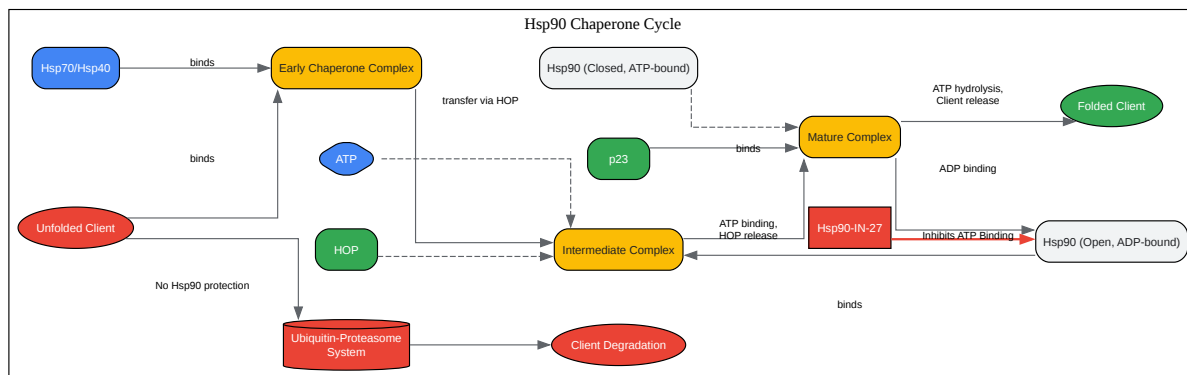 Hsp90 Chaperone Cycle
Hsp70/Hsp40
binds
Early Chaperone Complex
Hsp90 (Closed, ATP-bound)
transfer via HOP
ATP hydrolysis,
Client release
Folded Client
Mature Complex
binds
ATP
p23
binds
ADP binding
Unfolded Client
HOP
Intermediate Complex
ATP binding,
HOP release
Hsp90-IN-27
Inhibits ATP Binding
Hsp90 (Open, ADP-bound)
No Hsp90 protection
binds
Ubiquitin-Proteasome
System
Client Degradation